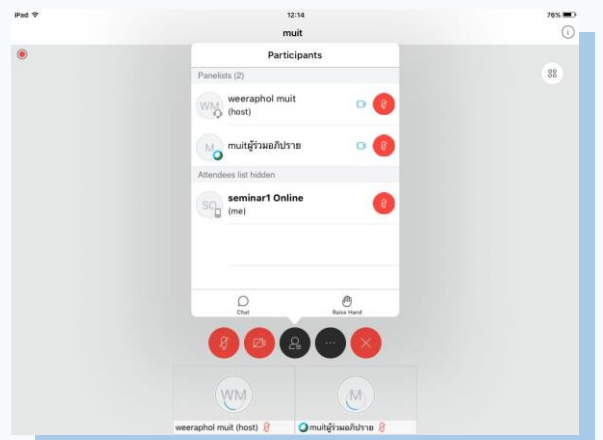 iPad 12:14 76%
muit
Participants
Panelists (2)
WM weeraphol muit
(host)
M muitผู้ร่วมอภิปราย
Attendees list hidden
SO seminar1 Online
(me)
Chat Raise Hand
WM M
weeraphol muit (host) muitผู้ร่วมอภิปราย